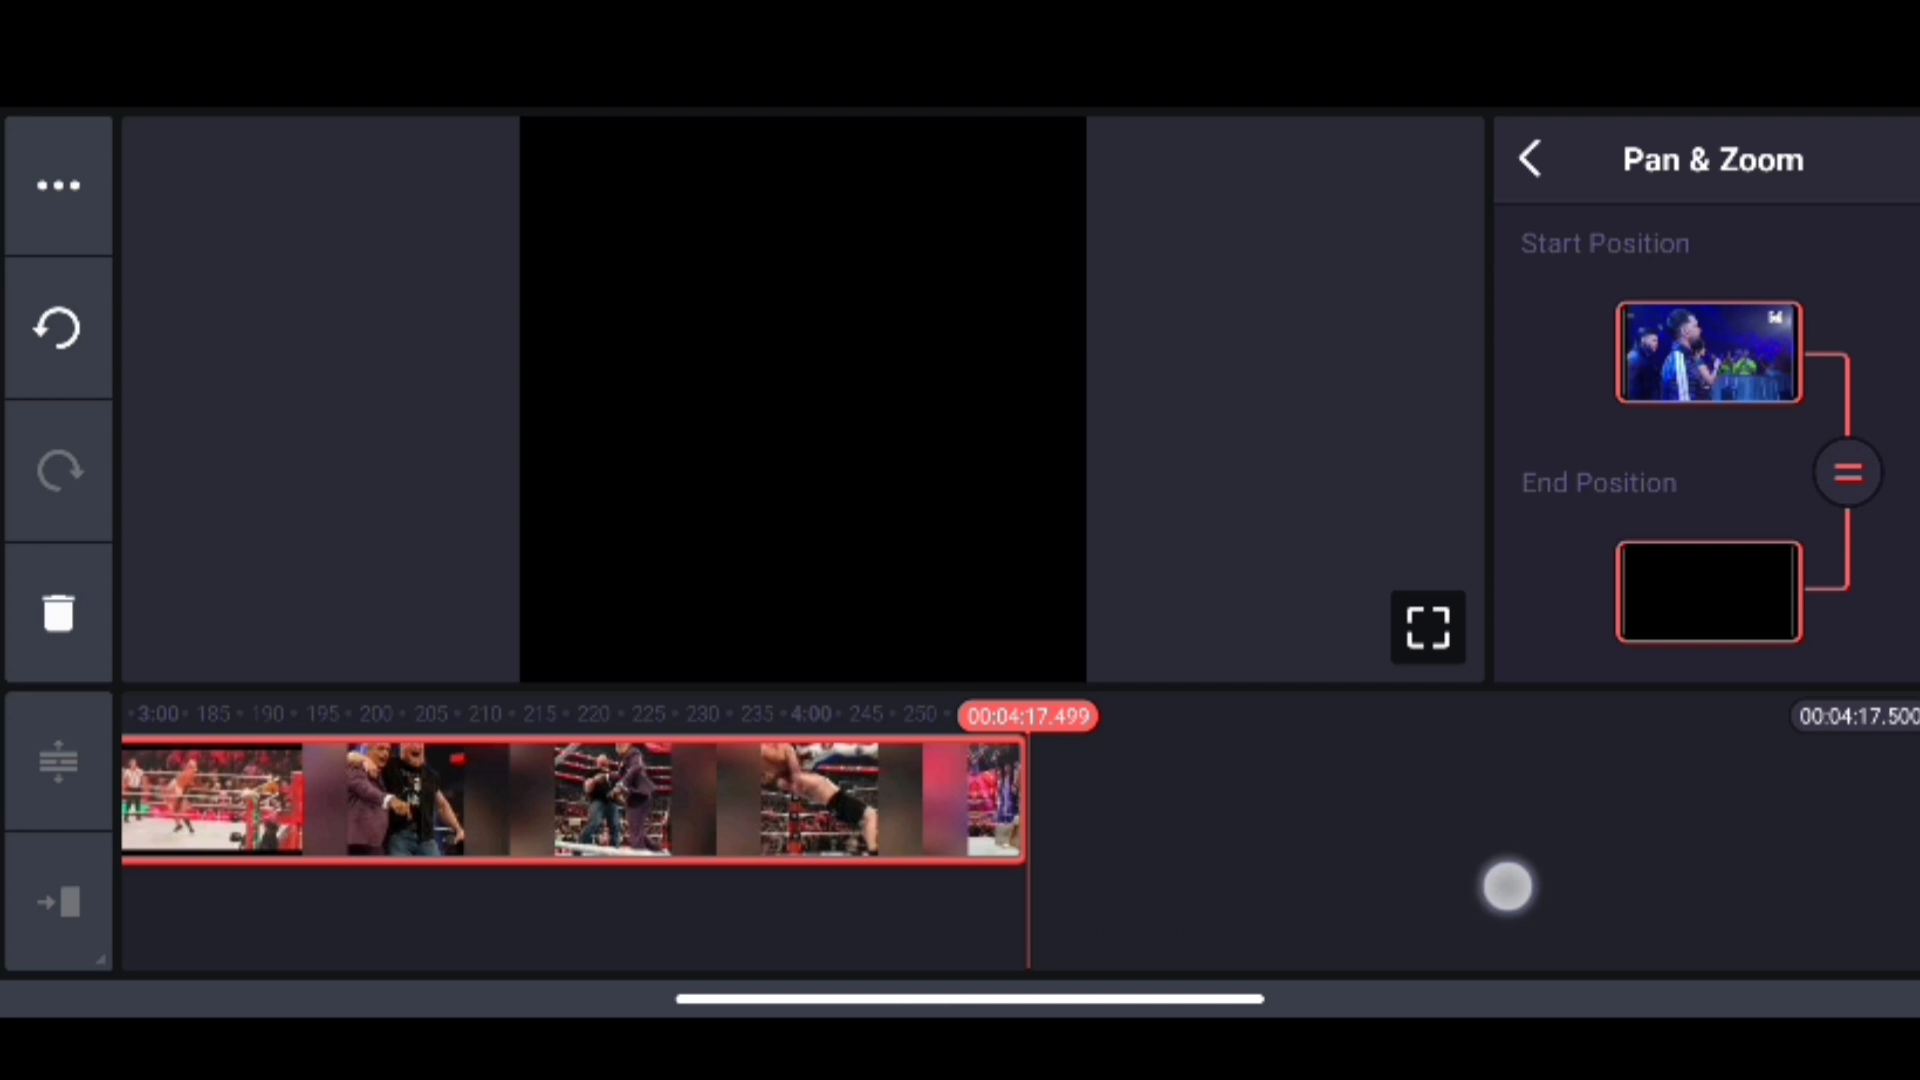 Pan & Zoom
Start Position
End Position
3:00 185 190 195 200 205 210 215 220 225 230 235 4:00 245 250
00:04:17.499
00:04:17.500